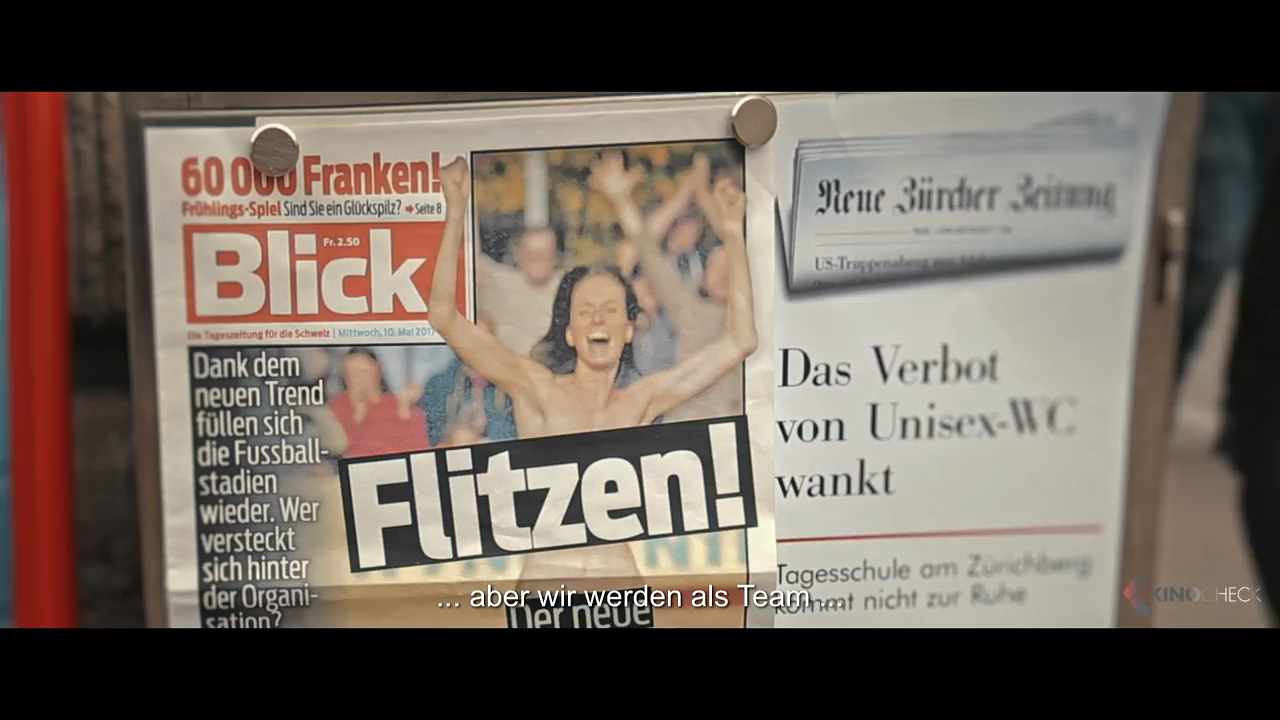 60 000 Franken!
Frühlings-Spiel Sind Sie ein Glückspilz? ➔ Seite 8
Fr. 2.50
Blick
Die Tageszeitung für die Schweiz | Mittwoch, 10. Mai 2017
Dank dem
neuen Trend
füllen sich
die Fussball-
stadien
wieder. Wer
versteckt
sich hinter
der Organi-
sation?
Flitzen!
Der neue
Neue Zürcher Zeitung
US-Truppenabzug aus
Das Verbot
von Unisex-WC
wankt
Tagesschule am Zürichberg
kommt nicht zur Ruhe
... aber wir werden als Team ...
KINOCHECK